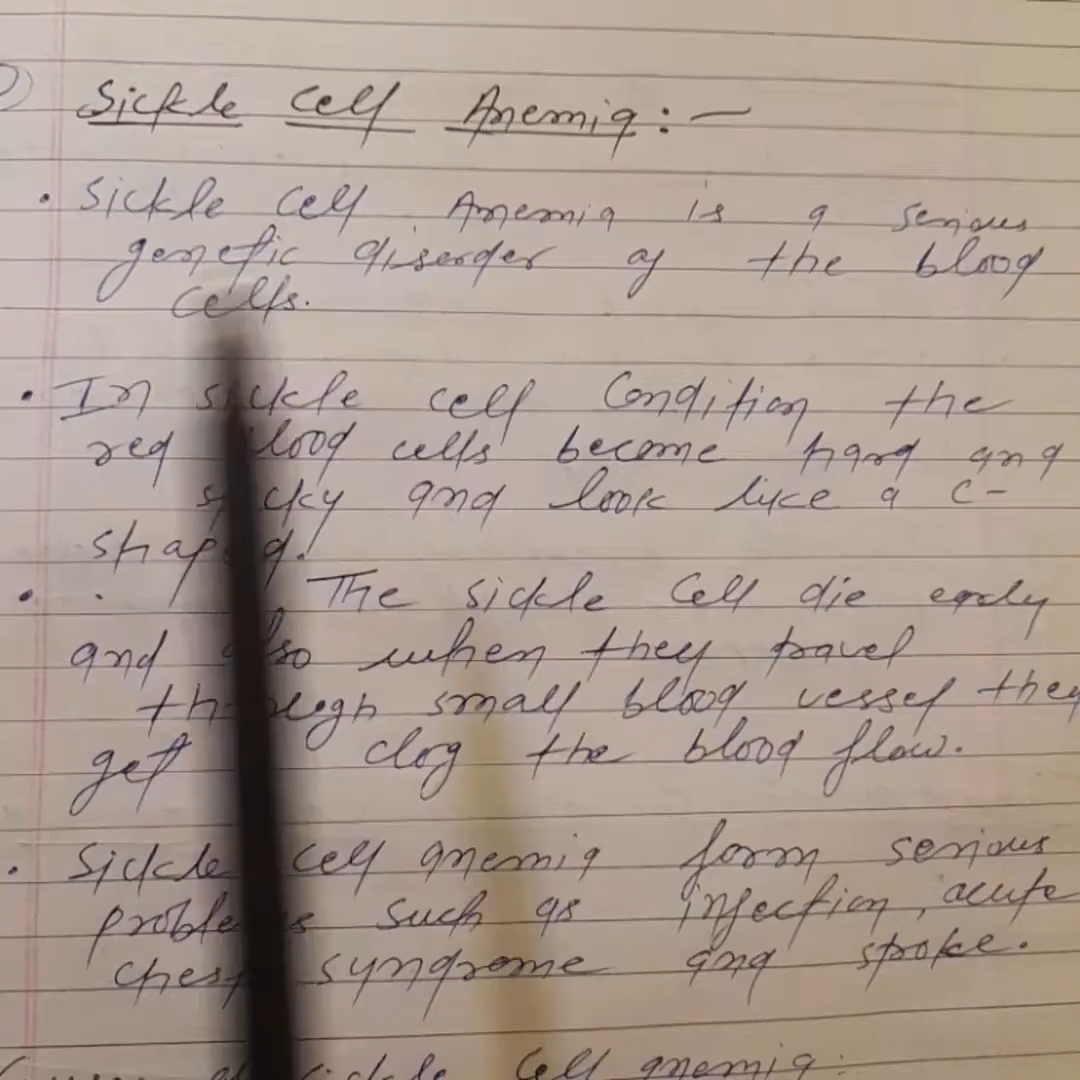 Sickle Cell Anemia :-
• Sickle Cell Anemia is a serious
genetic disorder of the blood
cells.
• In sickle cell Condition the
red blood cells become hard and
sticky and look like a C-
shaped.
• The sickle Cell die early
and also when they travel
through small blood vessel they
get clog the blood flow.
• Sickle Cell anemia form serious
problems such as infection, acute
chest syndrome and stroke.
Sickle Cell anemia: